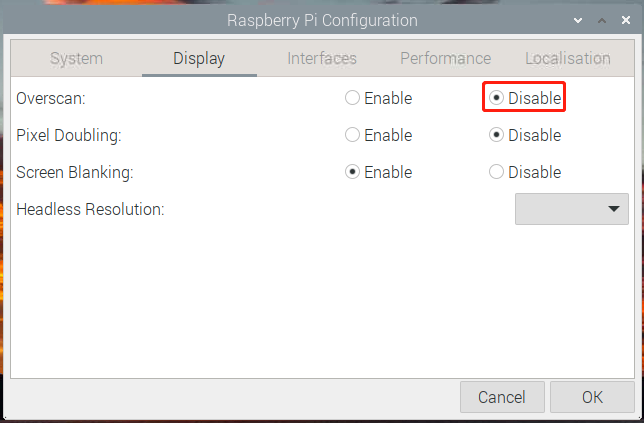 Raspberry Pi Configuration
System Display Interfaces Performance Localisation
Overscan: Enable Disable
Pixel Doubling: Enable Disable
Screen Blanking: Enable Disable
Headless Resolution:
Cancel OK